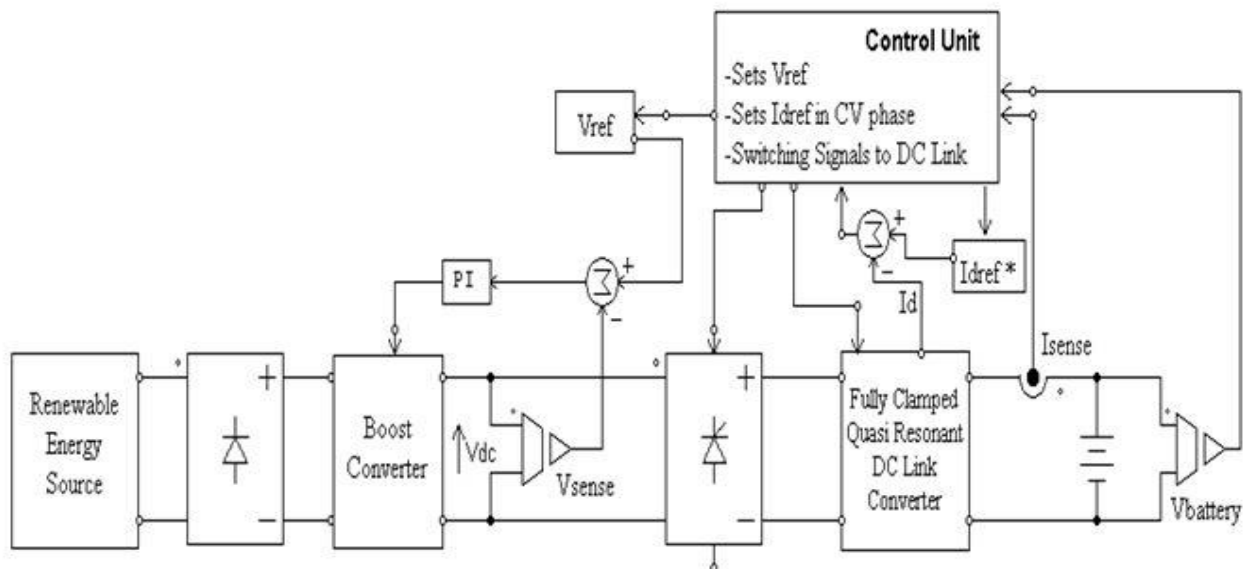 Control Unit
-Sets Vref
-Sets Idref in CV phase
-Switching Signals to DC Link
Vref
+
Σ
-
Idref *
PI
Σ
+
-
Id
Isense
Renewable
Energy
Source
+
-
Boost
Converter
Vdc
Vsense
+
-
Fully Clamped
Quasi Resonant
DC Link
Converter
Vbattery